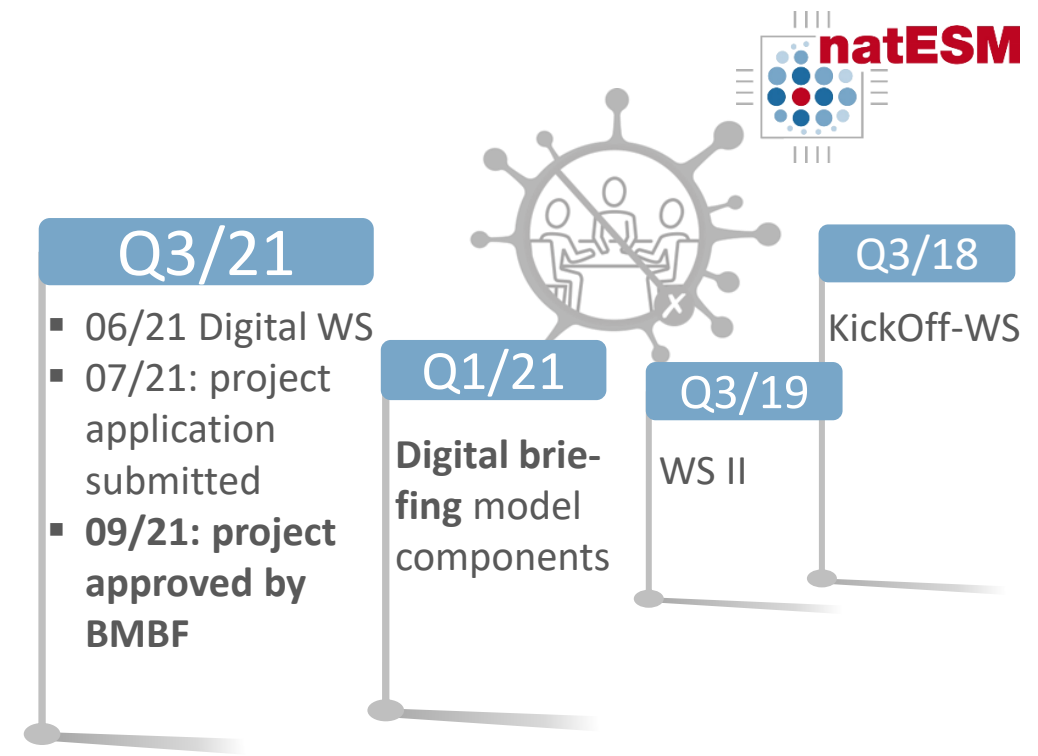 natESM
Q3/21
▪ 06/21 Digital WS
▪ 07/21: project
application
submitted
▪ 09/21: project
approved by
BMBF
Q1/21
Digital brie-
fing model
components
Q3/19
WS II
Q3/18
KickOff-WS
X